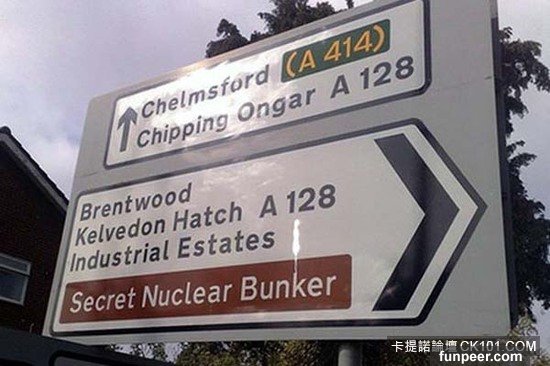 Chelmsford (A 414)
Chipping Ongar A 128
Brentwood
Kelvedon Hatch A 128
Industrial Estates
Secret Nuclear Bunker
卡提諾論壇 CK101.COM
funpeer.com